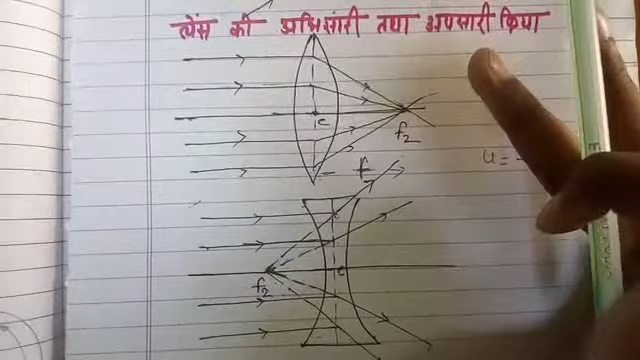 लेंस की अभिसारी तथा अपसारी क्रिया
c
f₂
u = -
f
c
f₂